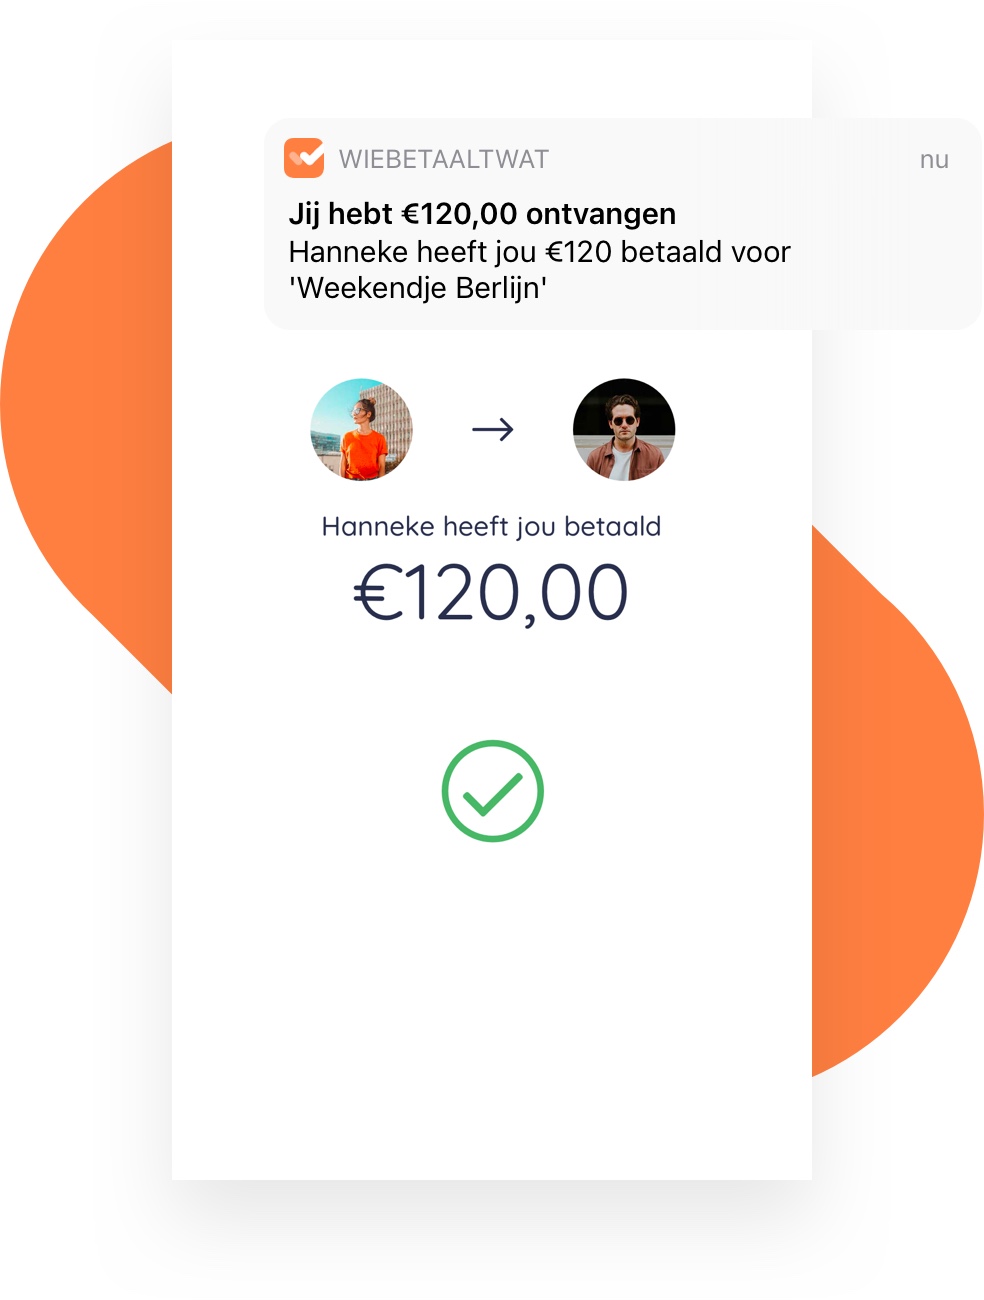 WIEBETAALTWAT
nu
Jij hebt €120,00 ontvangen
Hanneke heeft jou €120 betaald voor
'Weekendje Berlijn'
Hanneke heeft jou betaald
€120,00